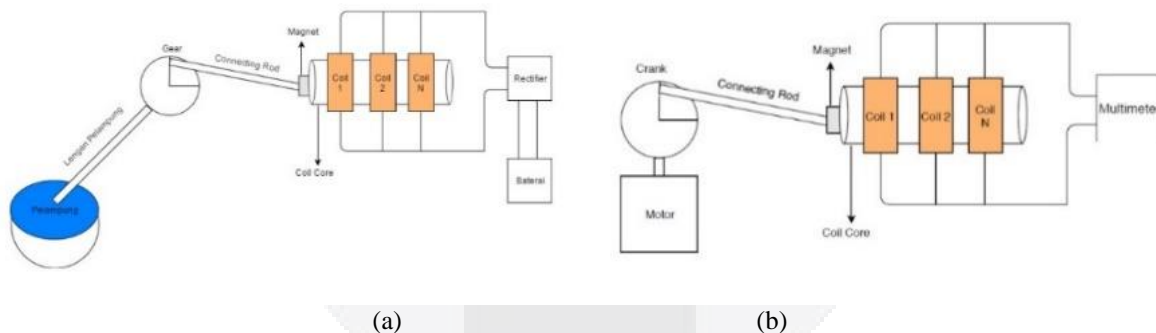 Gear
Connecting Rod
Magnet
Coil 1
Coil 2
Coil N
Rectifier
Baterai
Coil Core
Lengan Pelampung
Pelampung
(a)
Crank
Connecting Rod
Magnet
Coil 1
Coil 2
Coil N
Multimeter
Motor
Coil Core
(b)